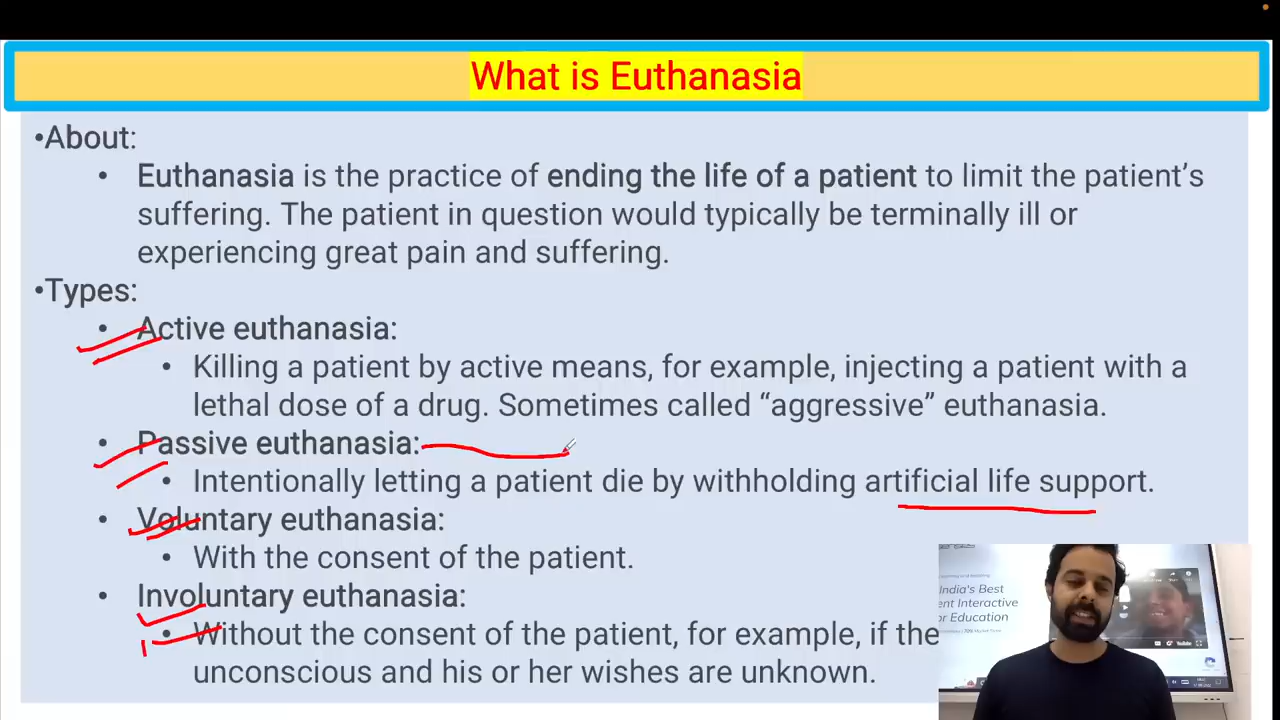 What is Euthanasia
•About:
• Euthanasia is the practice of ending the life of a patient to limit the patient's
suffering. The patient in question would typically be terminally ill or
experiencing great pain and suffering.
•Types:
• Active euthanasia:
• Killing a patient by active means, for example, injecting a patient with a
lethal dose of a drug. Sometimes called “aggressive” euthanasia.
• Passive euthanasia:
• Intentionally letting a patient die by withholding artificial life support.
• Voluntary euthanasia:
• With the consent of the patient.
• Involuntary euthanasia:
• Without the consent of the patient, for example, if the
unconscious and his or her wishes are unknown.
India's Best
ent Interactive
or Education